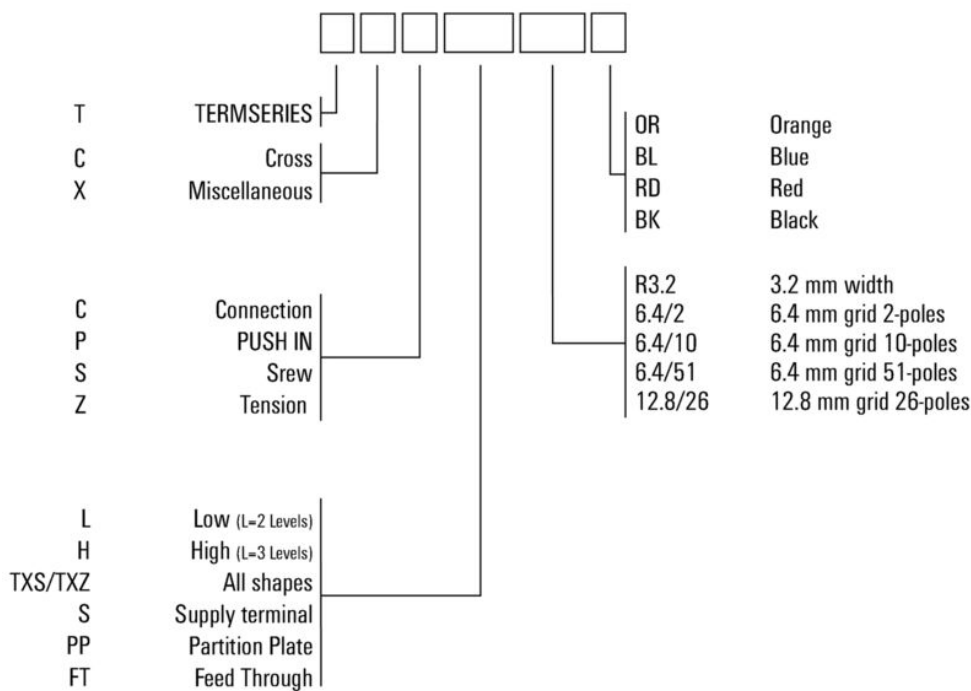 T TERMSERIES
C Cross
X Miscellaneous
OR Orange
BL Blue
RD Red
BK Black
C Connection
P PUSH IN
S Srew
Z Tension
R3.2 3.2 mm width
6.4/2 6.4 mm grid 2-poles
6.4/10 6.4 mm grid 10-poles
6.4/51 6.4 mm grid 51-poles
12.8/26 12.8 mm grid 26-poles
L Low (L=2 Levels)
H High (L=3 Levels)
TXS/TXZ All shapes
S Supply terminal
PP Partition Plate
FT Feed Through